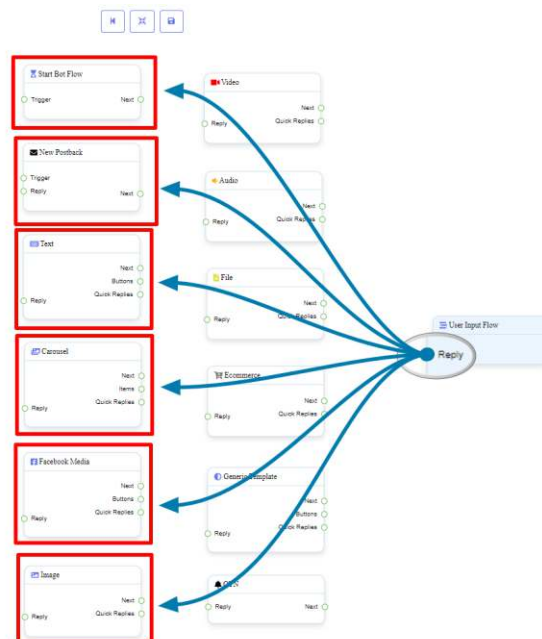 Start Bot Flow
Trigger Next
Video
Next
Quick Replies
Reply
New Postback
Trigger
Reply
Next
Audio
Next
Quick Replies
Reply
Text
Next
Buttons
Quick Replies
Reply
File
Next
Quick Replies
Reply
User Input Flow
Reply
Carousel
Next
Items
Quick Replies
Reply
Ecommerce
Next
Quick Replies
Reply
Facebook Media
Next
Buttons
Quick Replies
Reply
Generic Template
Next
Buttons
Quick Replies
Reply
Image
Next
Quick Replies
Reply
Reply Next